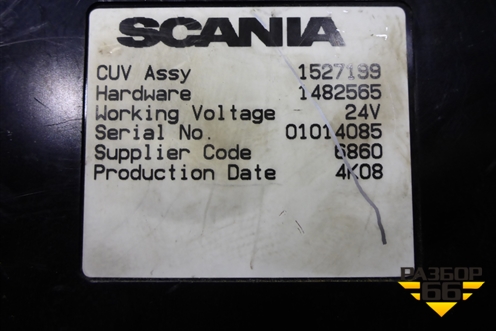 SCANIA
CUV Assy 1527199
Hardware 1482565
Working Voltage 24V
Serial No. 01014085
Supplier Code 6860
Production Date 4K08
РАЗБОР
66